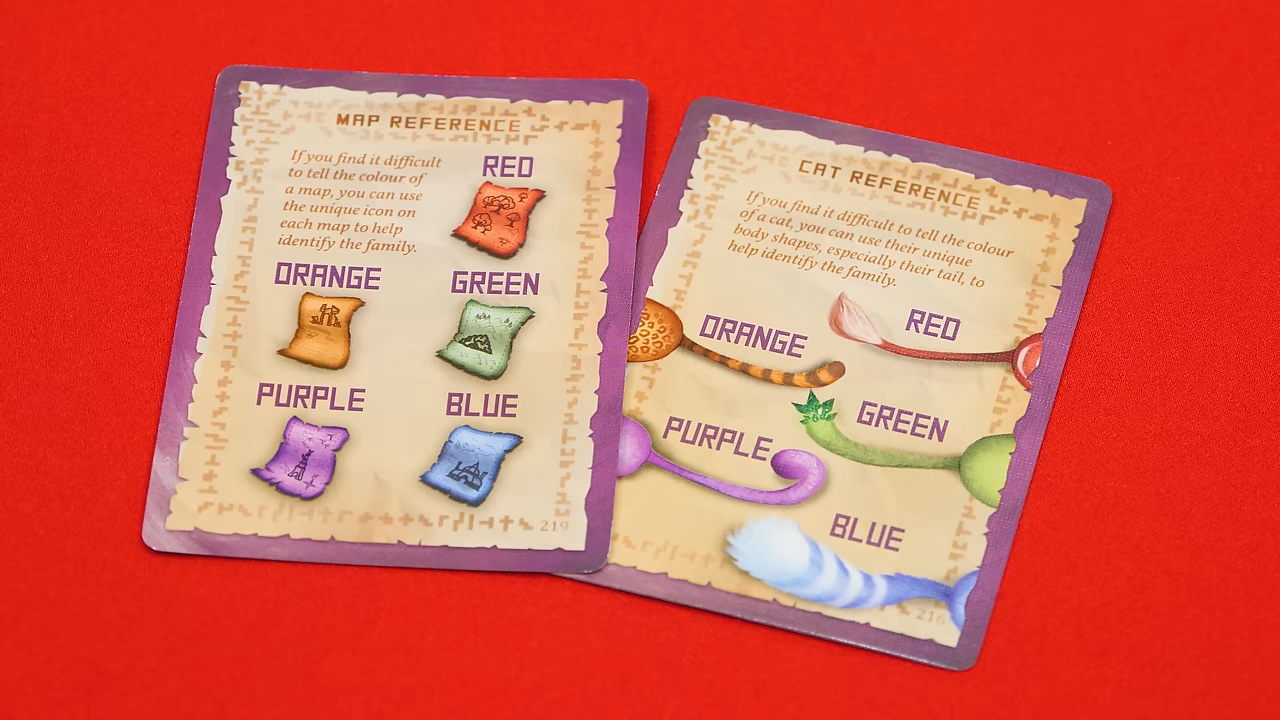 MAP REFERENCE
If you find it difficult
to tell the colour of
a map, you can use
the unique icon on
each map to help
identify the family.
RED
ORANGE
GREEN
PURPLE
BLUE
219
CAT REFERENCE
If you find it difficult to tell the colour
of a cat, you can use their unique
body shapes, especially their tail, to
help identify the family.
RED
ORANGE
GREEN
PURPLE
BLUE
216